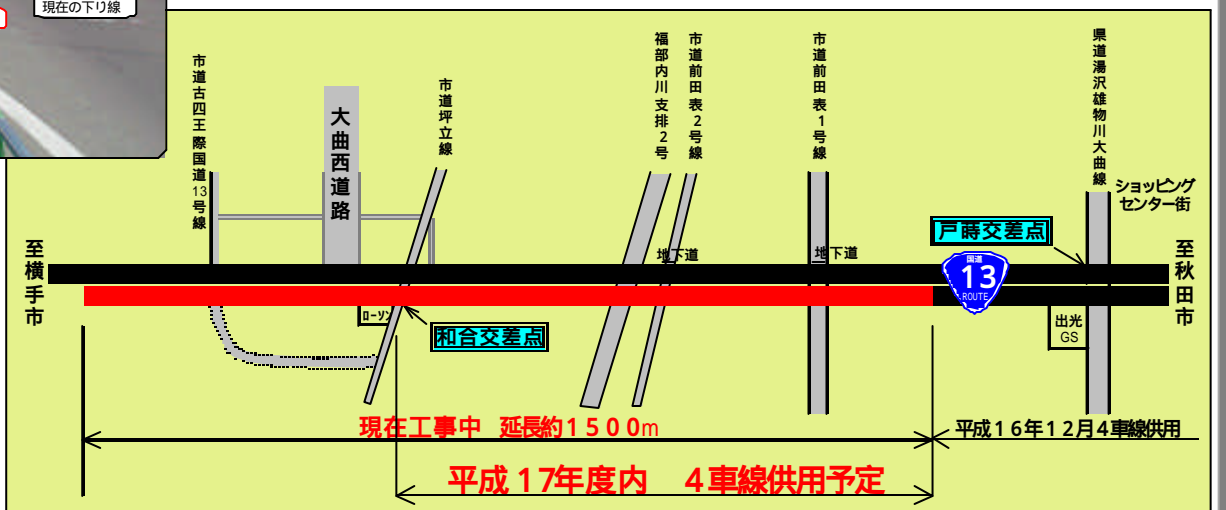 現在の下り線
市道古四王際国道13号線
大曲西道路
市道坪立線
福部内川支排2号
市道前田表2号線
市道前田表1号線
県道湯沢雄物川大曲線
ショッピング
センター街
戸蒔交差点
至横手市
地下道
地下道
国道
13
ROUTE
至秋田市
ローソン
和合交差点
出光
GS
現在工事中 延長約1500m
平成16年12月4車線供用
平成17年度内 4車線供用予定